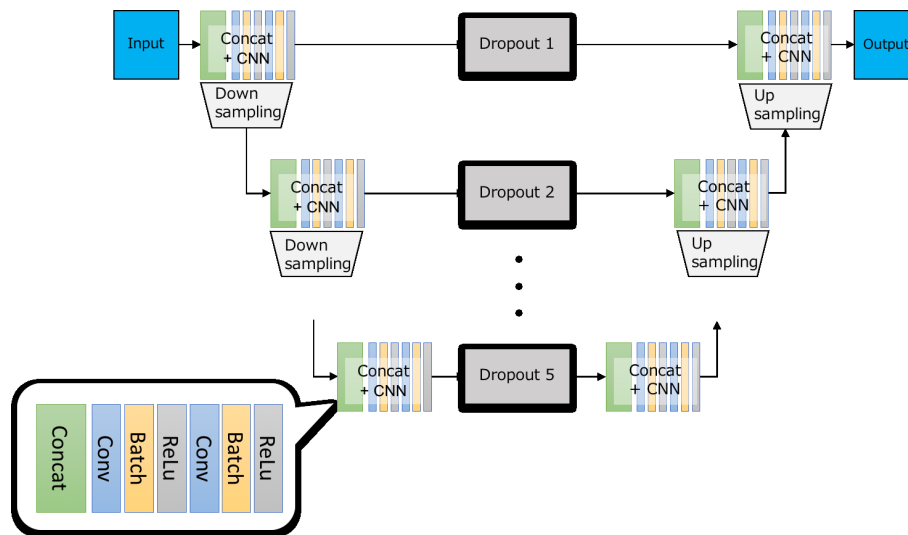 Input
Concat
+ CNN
Dropout 1
Concat
+ CNN
Output
Down
sampling
Up
sampling
Concat
+ CNN
Dropout 2
Concat
+ CNN
Down
sampling
Up
sampling
Concat
+ CNN
Dropout 5
Concat
+ CNN
Concat
Conv
Batch
ReLu
Conv
Batch
ReLu